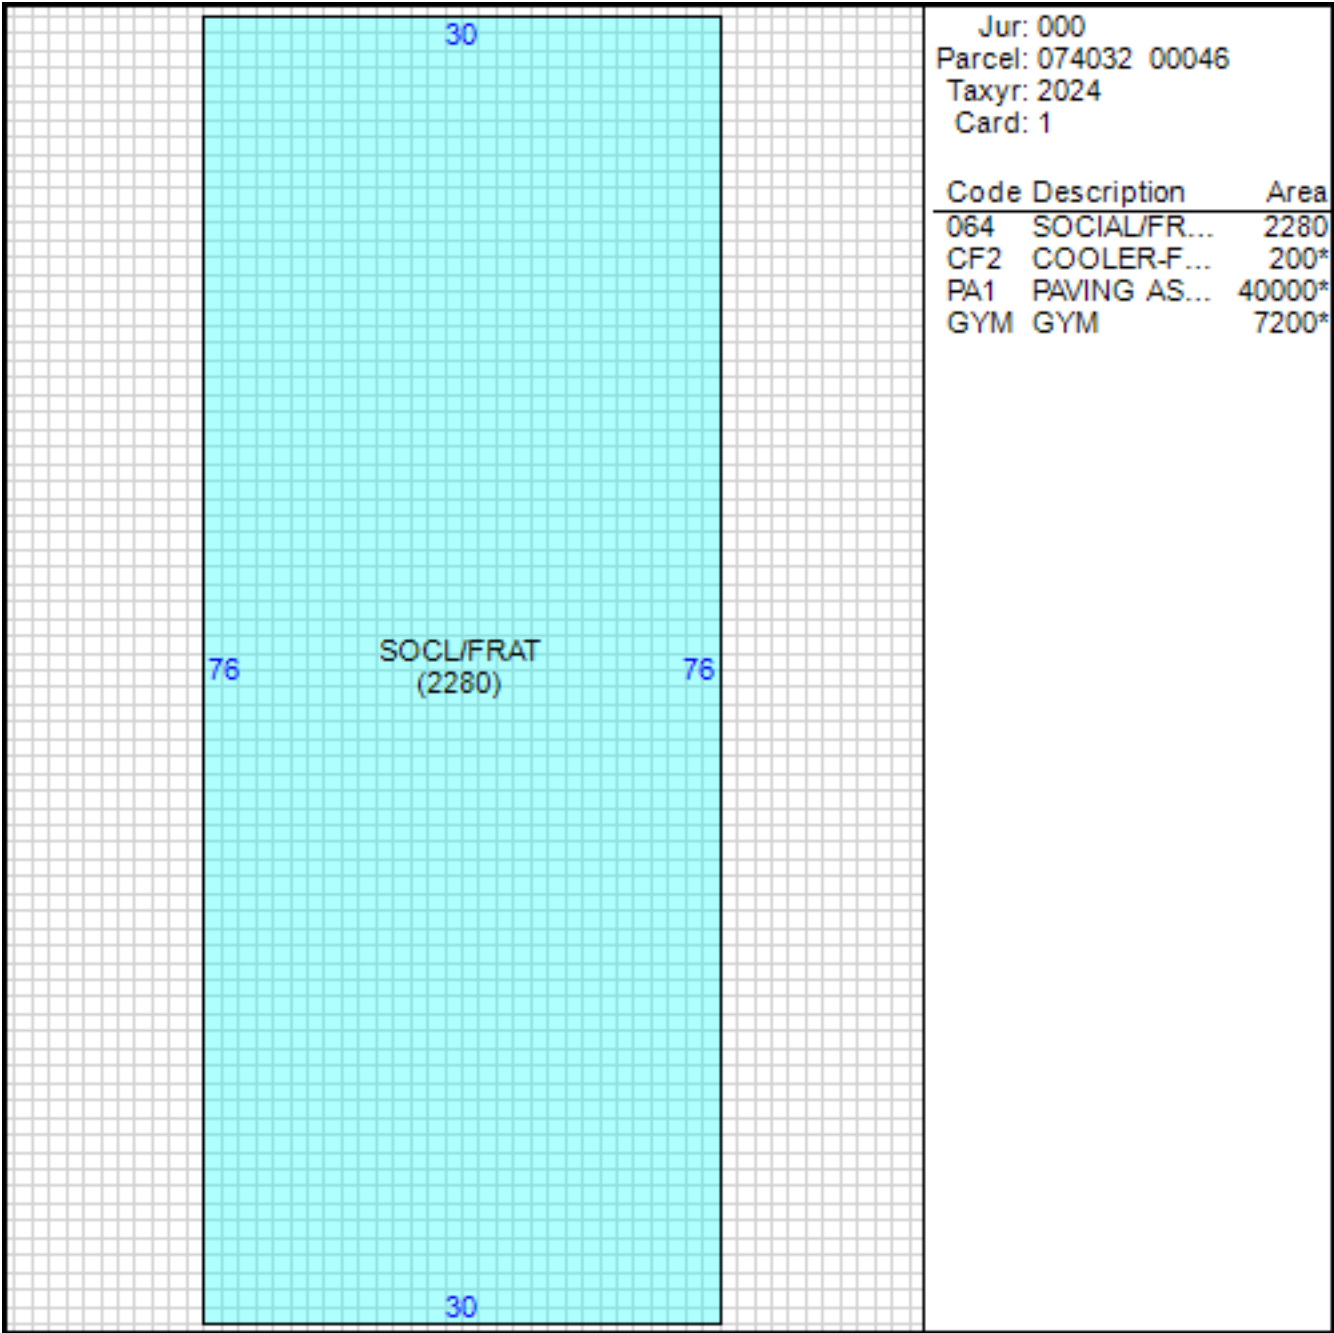 30
76
SOCL/FRAT
(2280)
76
30
Jur: 000
Parcel: 074032 00046
Taxyr: 2024
Card: 1
Code Description Area
064 SOCIAL/FR... 2280
CF2 COOLER-F... 200*
PA1 PAVING AS... 40000*
GYM GYM 7200*